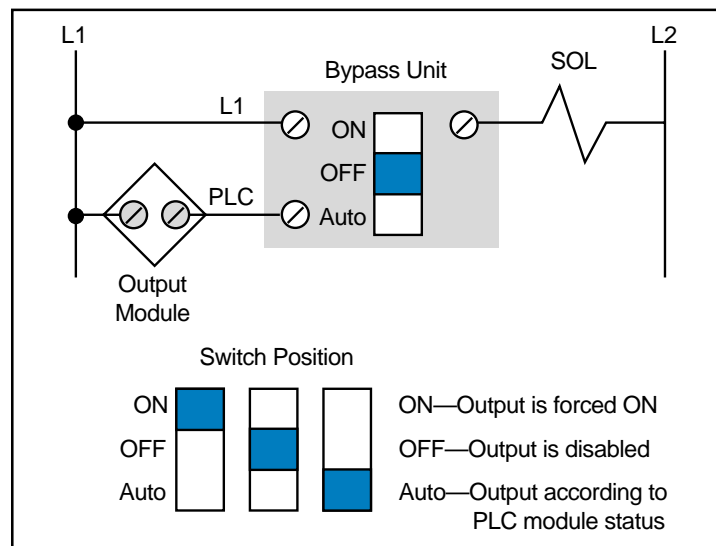 L1
L2
SOL
Bypass Unit
L1
ON
OFF
PLC
Auto
Output
Module
Switch Position
ON
ON—Output is forced ON
OFF
OFF—Output is disabled
Auto
Auto—Output according to
PLC module status